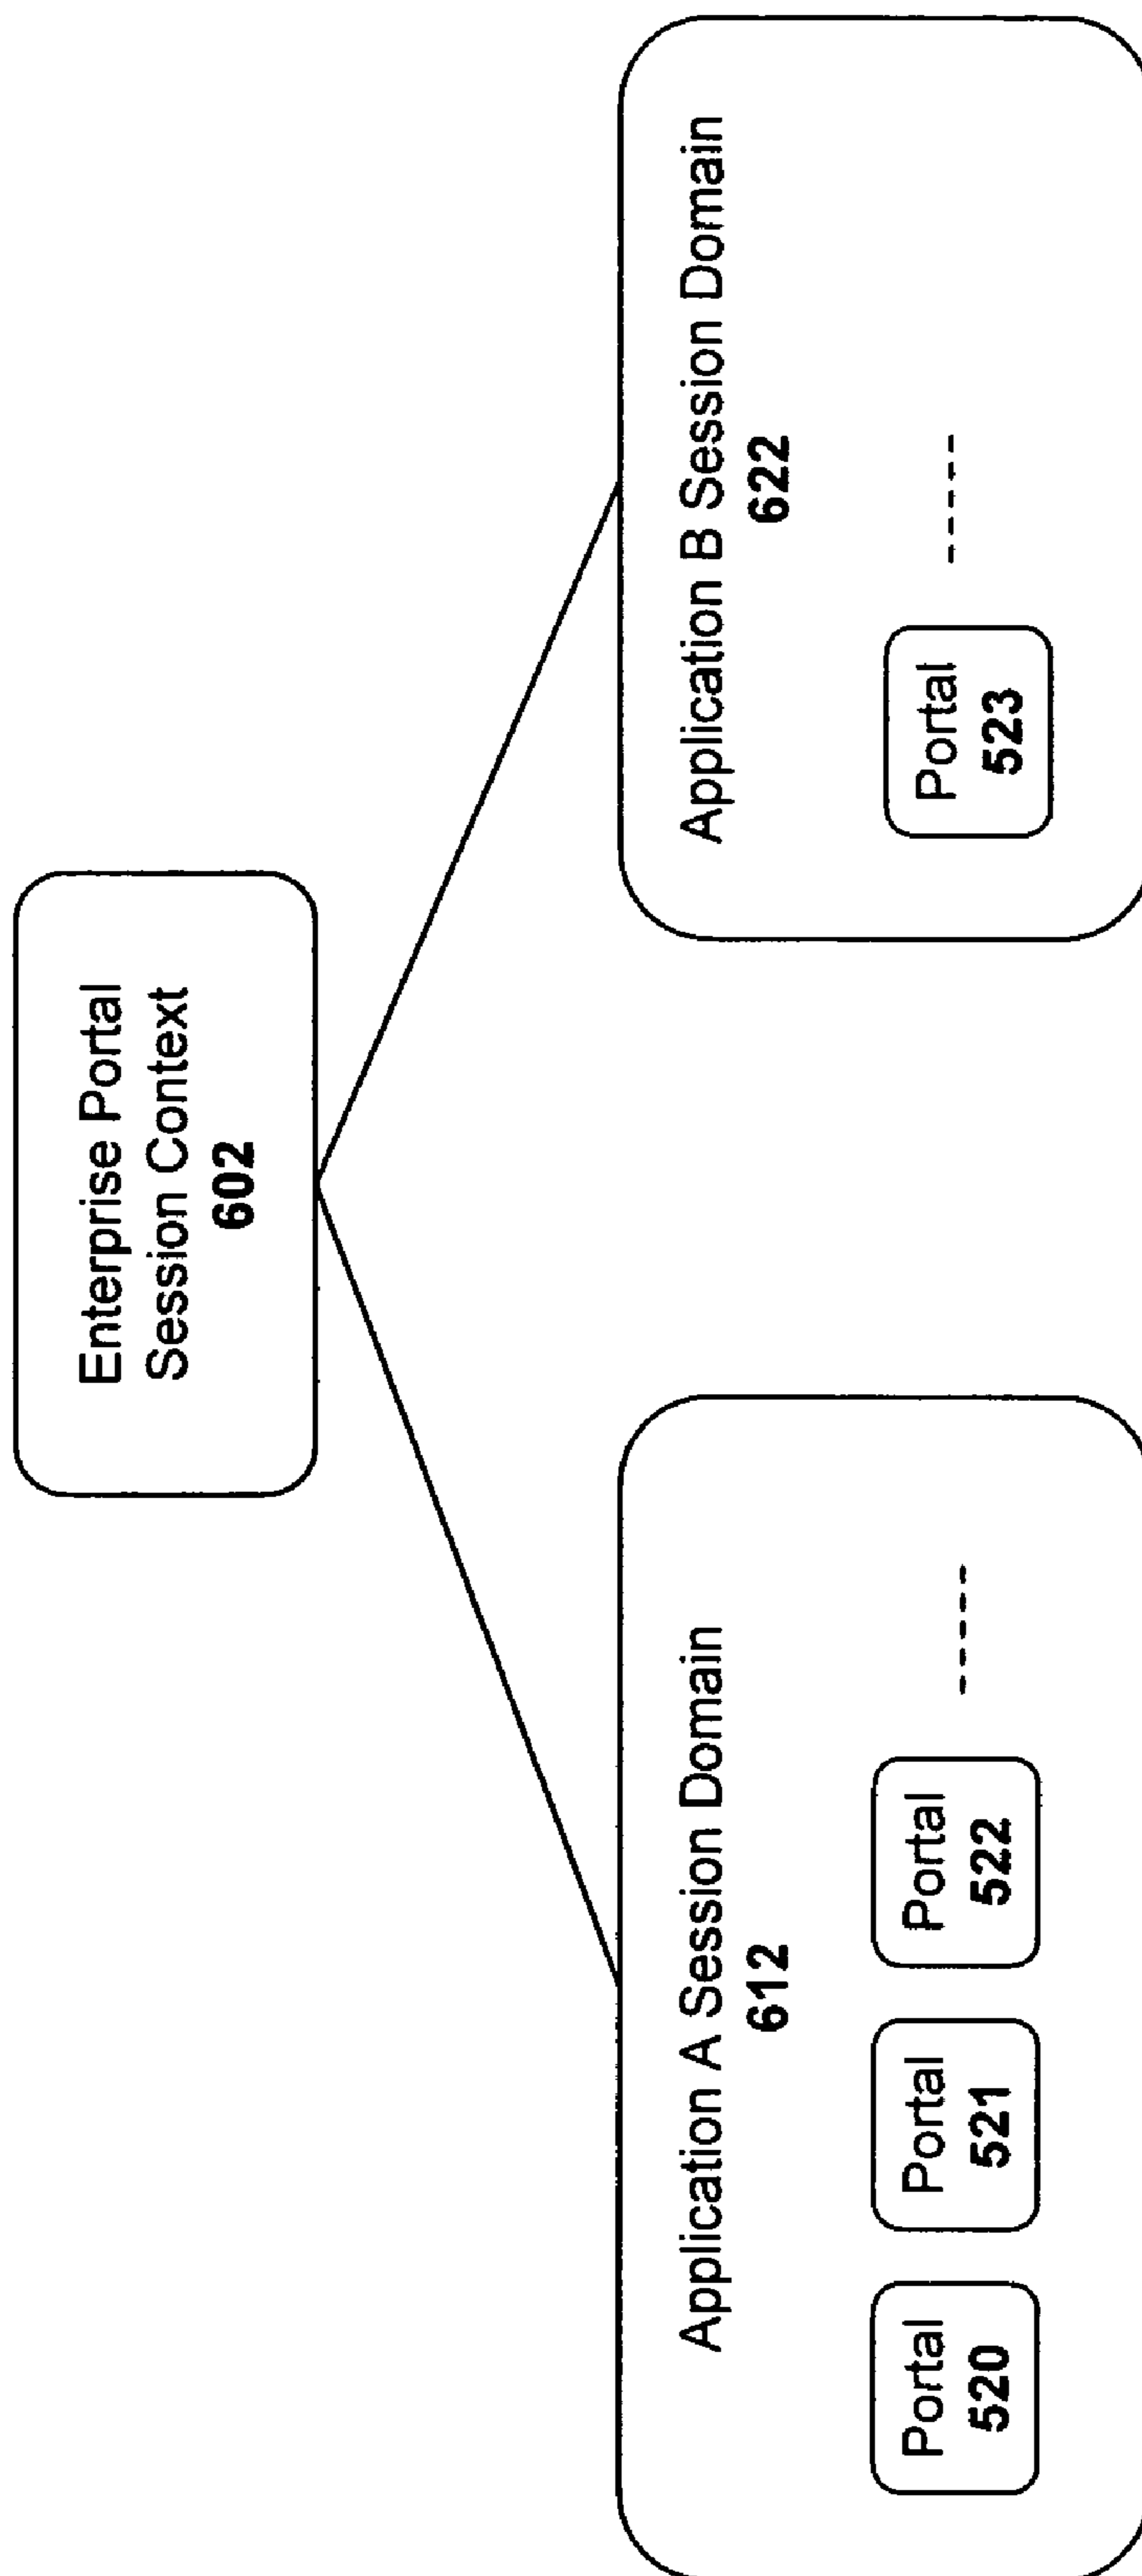 Enterprise Portal
Session Context
602
Application A Session Domain
612
Portal
520
Portal
521
Portal
522
Application B Session Domain
622
Portal
523